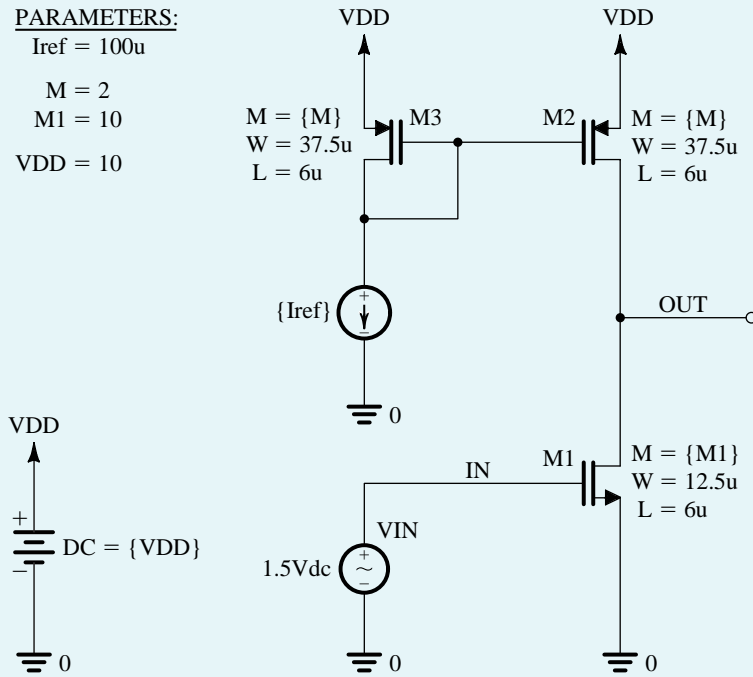 PARAMETERS:
Iref = 100u
M = 2
M1 = 10
VDD = 10
VDD
VDD
M = {M}
W = 37.5u
L = 6u
M3
M2
M = {M}
W = 37.5u
L = 6u
{Iref}
+
−
OUT
0
VDD
+
−
DC = {VDD}
0
IN
VIN
1.5Vdc
+
~
−
0
M1
M = {M1}
W = 12.5u
L = 6u
0